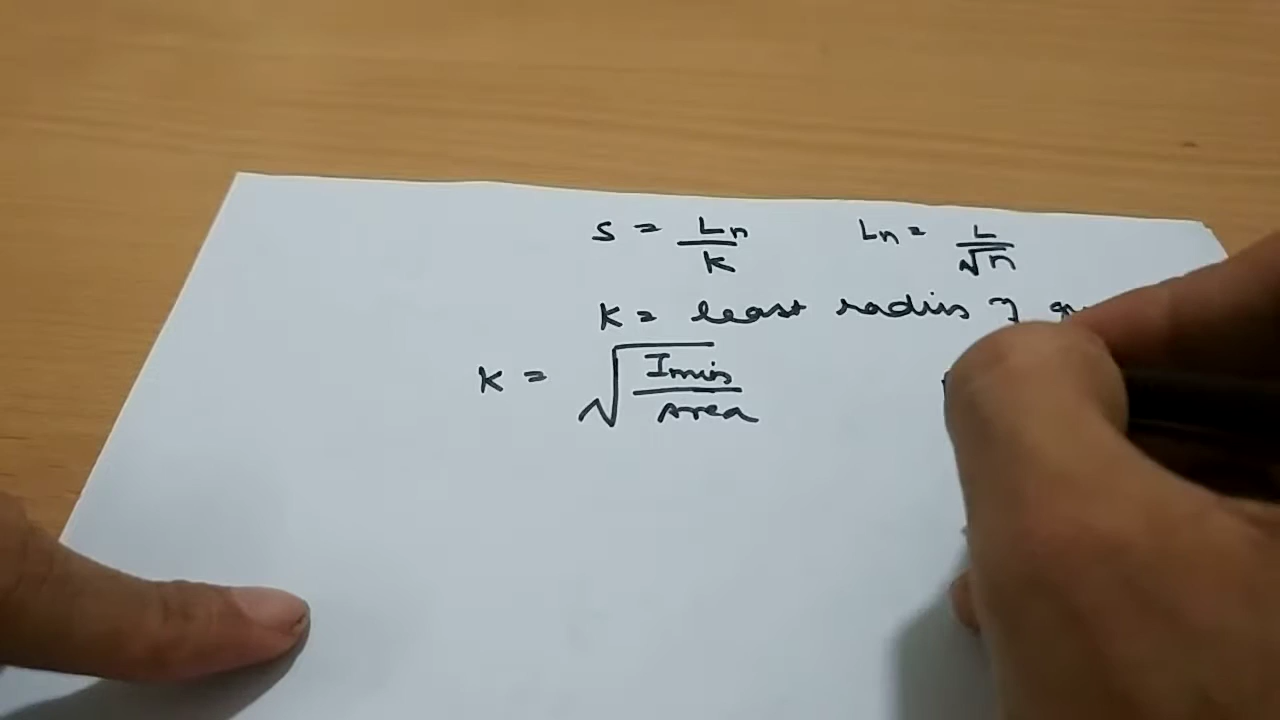 S = Ln/K Ln = L/√n
K = least radius of
K = √(Imin/Area)